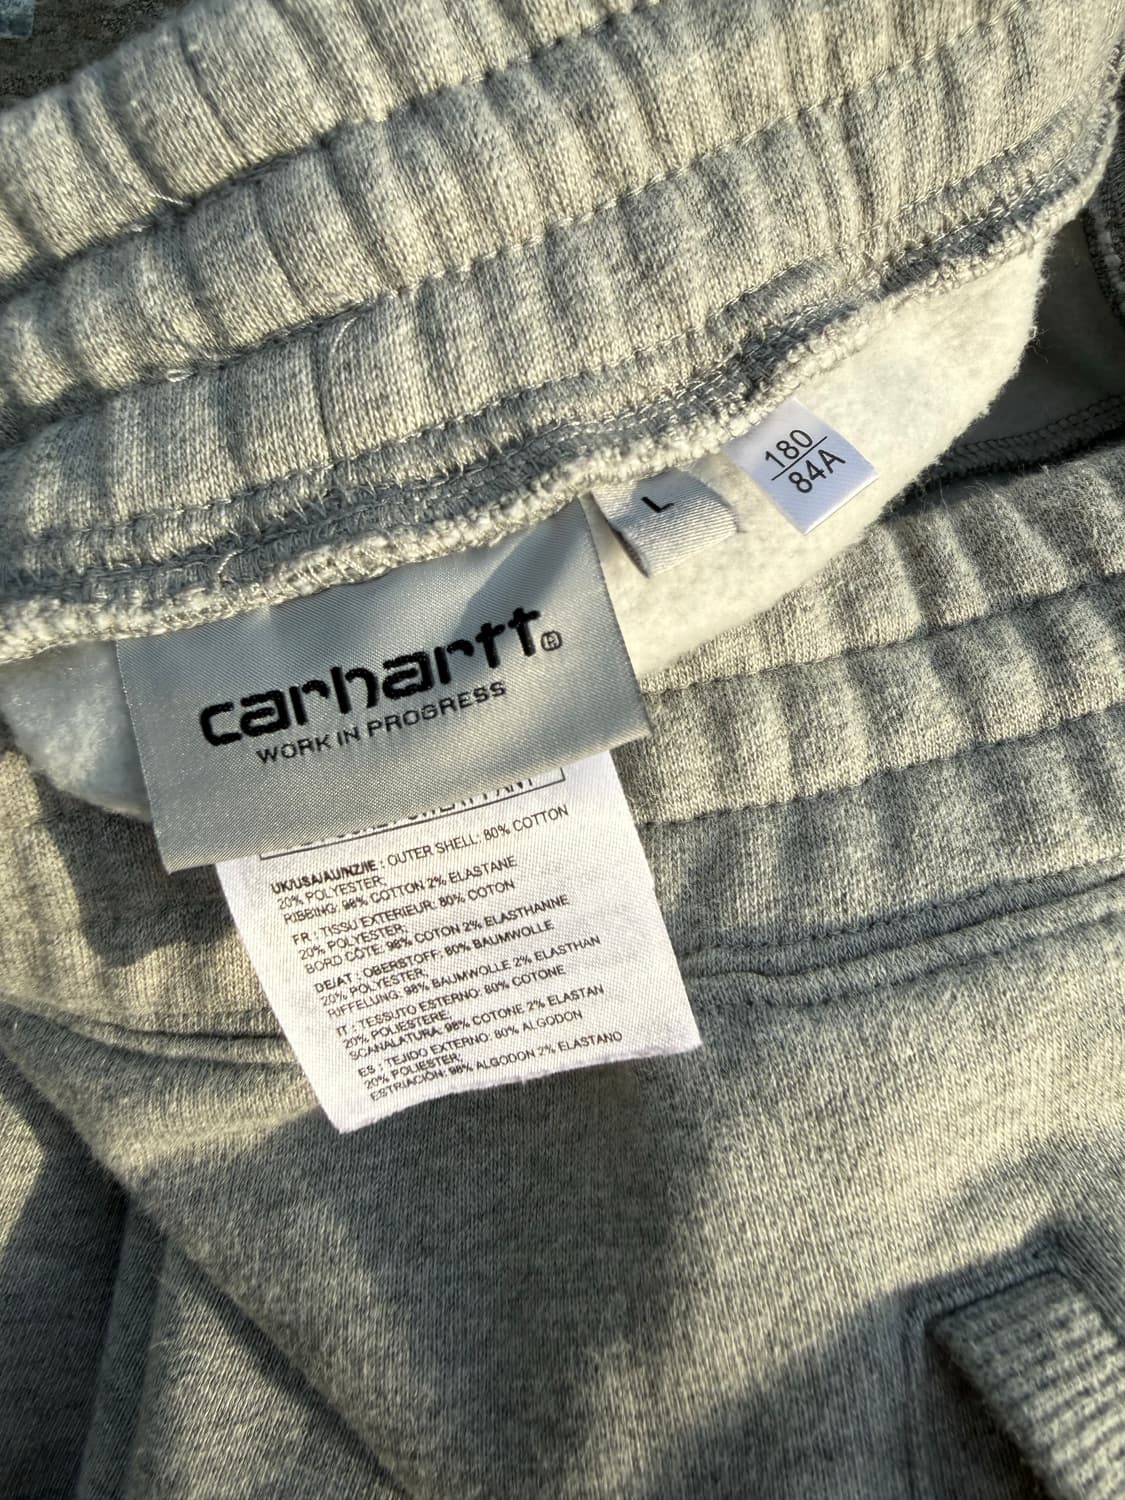 180
84A
L
carhartt®
WORK IN PROGRESS
UK/USA/AU/NZ/IE : OUTER SHELL: 80% COTTON
20% POLYESTER;
RIBBING: 98% COTTON 2% ELASTANE
FR : TISSU EXTERIEUR: 80% COTON
20% POLYESTER;
BORD CÔTE: 98% COTON 2% ELASTHANNE
DE/AT : OBERSTOFF: 80% BAUMWOLLE
20% POLYESTER,
RIFFELUNG: 98% BAUMWOLLE 2% ELASTHAN
IT : TESSUTO ESTERNO: 80% COTONE
20% POLIESTERE,
SCANALATURA: 98% COTONE, 2% ELASTAN
ES : TEJIDO EXTERNO: 80% ALGODON
20% POLIESTER;
ESTRIACIÓN: 98% ALGODON 2% ELASTANO